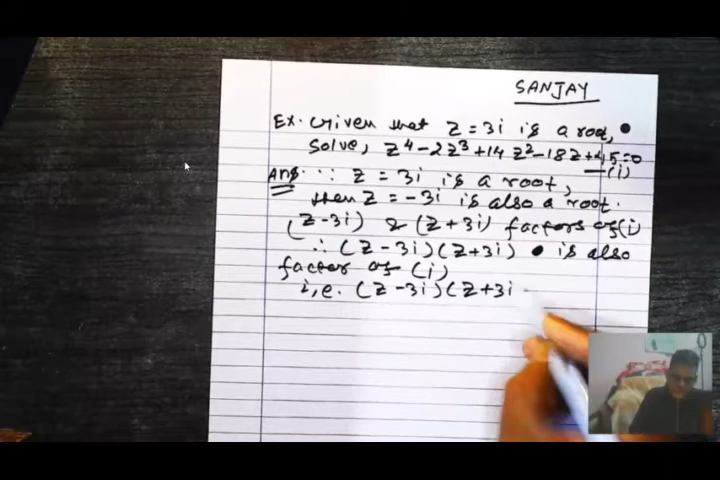 SANJAY
Ex. Given that z = 3i is a root,
Solve, z⁴ - 2z³ + 14z² - 18z + 45 = 0
—(i)
Ans. ∵ z = 3i is a root,
then z = -3i is also a root.
(z - 3i) & (z + 3i) factors of (i)
∴ (z - 3i)(z + 3i) is also
factor of (i)
i,e. (z - 3i)(z + 3i